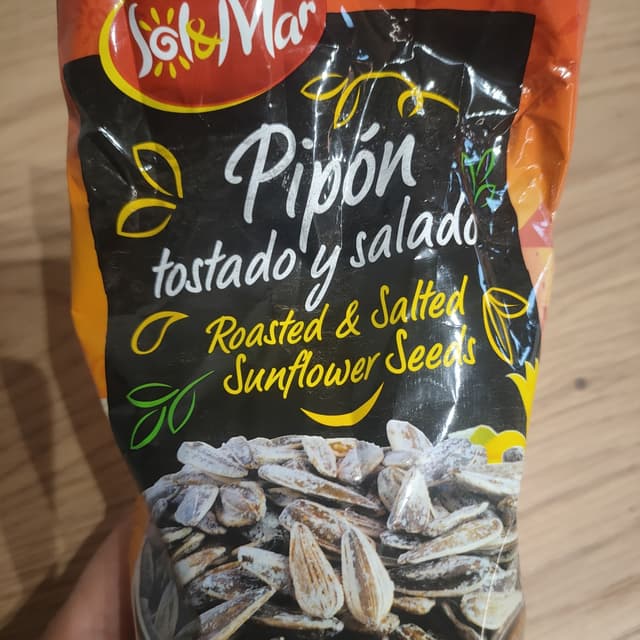 Sol&Mar
Pipón
tostado y salado
Roasted & Salted
Sunflower Seeds